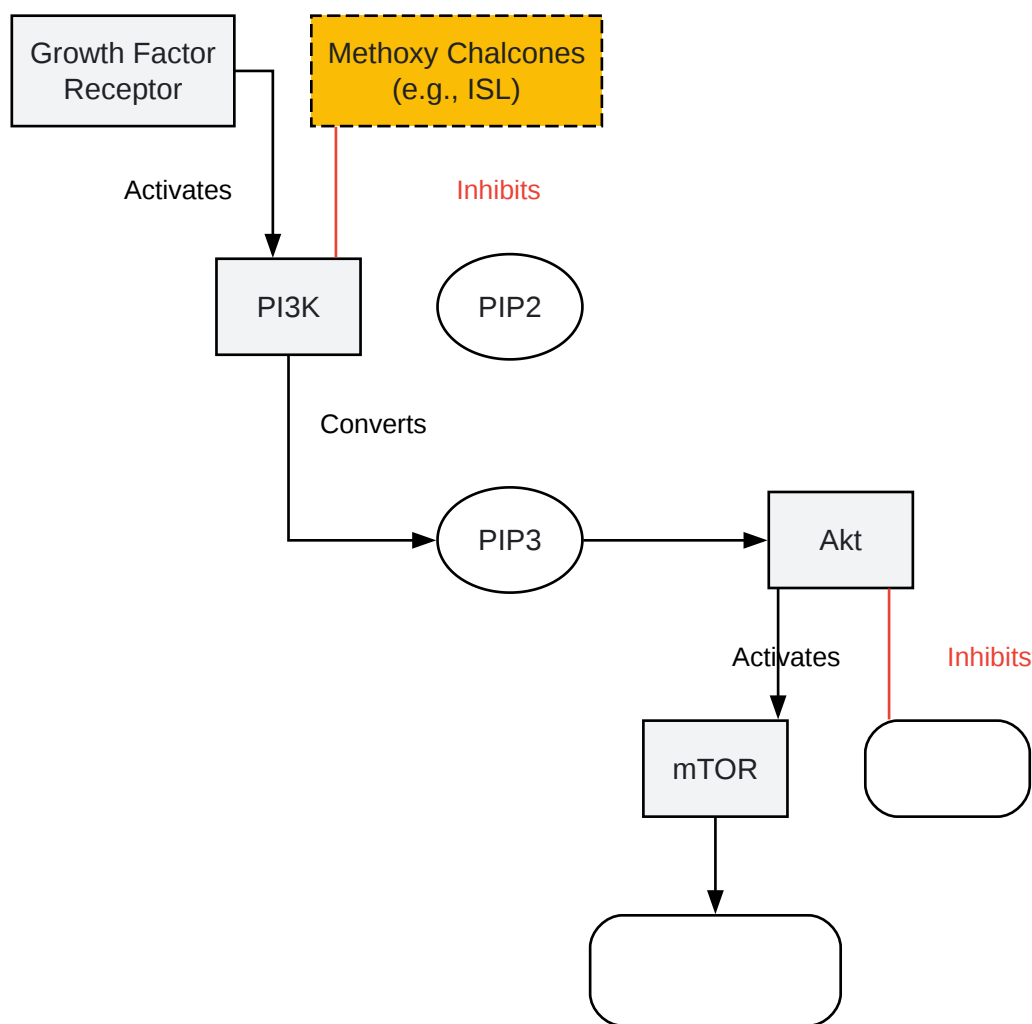 Growth Factor
Receptor
Methoxy Chalcones
(e.g., ISL)
Activates
Inhibits
PI3K
PIP2
Converts
PIP3
Akt
Activates
Inhibits
mTOR